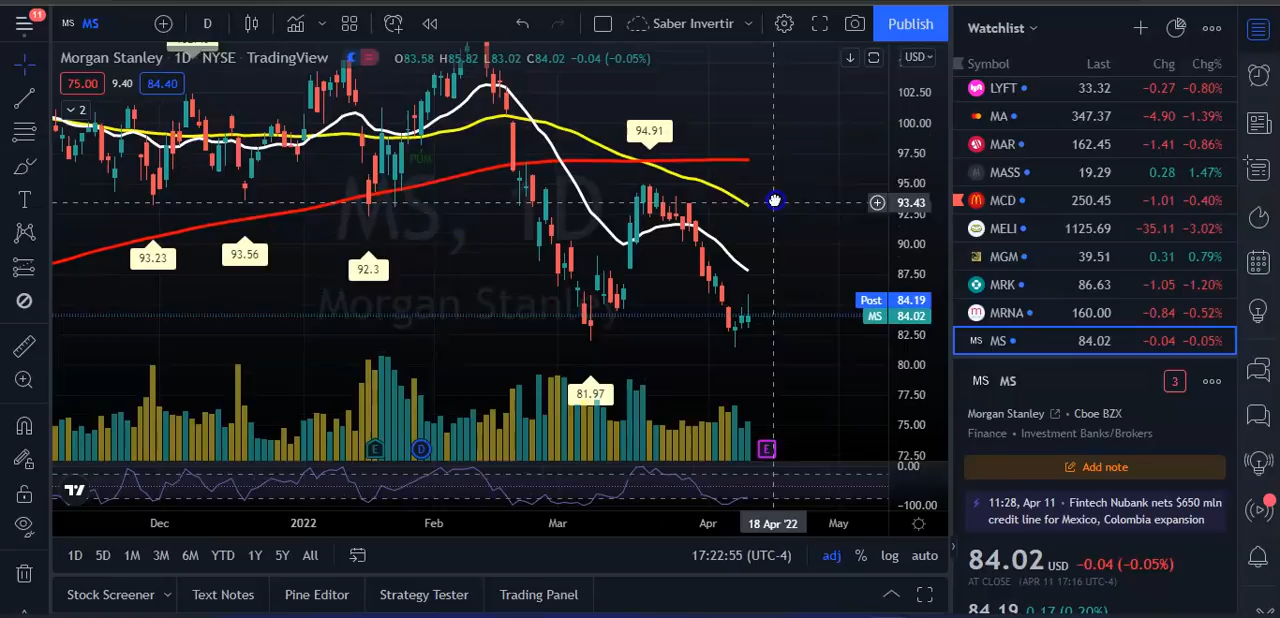 11
MS MS
D
Saber Invertir
Publish
Morgan Stanley · 1D · NYSE · TradingView
O83.58 H85.82 L83.02 C84.02 -0.04 (-0.05%)
USD
75.00 9.40 84.40
2
102.50
100.00
97.50
95.00
93.43
92.50
90.00
87.50
Post 84.19
MS 84.02
82.50
80.00
77.50
75.00
72.50
0.00
-100.00
94.91
93.23
93.56
92.3
81.97
MS, 1D
Morgan Stanley
E
D
E
Dec 2022 Feb Mar Apr 18 Apr '22 May
1D 5D 1M 3M 6M YTD 1Y 5Y All
17:22:55 (UTC-4) adj % log auto
Stock Screener Text Notes Pine Editor Strategy Tester Trading Panel
Watchlist
Symbol Last Chg Chg%
LYFT 33.32 -0.27 -0.80%
MA 347.37 -4.90 -1.39%
MAR 162.45 -1.41 -0.86%
MASS 19.29 0.28 1.47%
MCD 250.45 -1.01 -0.40%
MELI 1125.69 -35.11 -3.02%
MGM 39.51 0.31 0.79%
MRK 86.63 -1.05 -1.20%
MRNA 160.00 -0.84 -0.52%
MS MS 84.02 -0.04 -0.05%
MS MS
3
Morgan Stanley • Cboe BZX
Finance • Investment Banks/Brokers
Add note
11:28, Apr 11 • Fintech Nubank nets $650 mln
credit line for Mexico, Colombia expansion
84.02 USD -0.04 (-0.05%)
AT CLOSE (APR 11 17:16 UTC-4)
84.19 0.17 (0.20%)